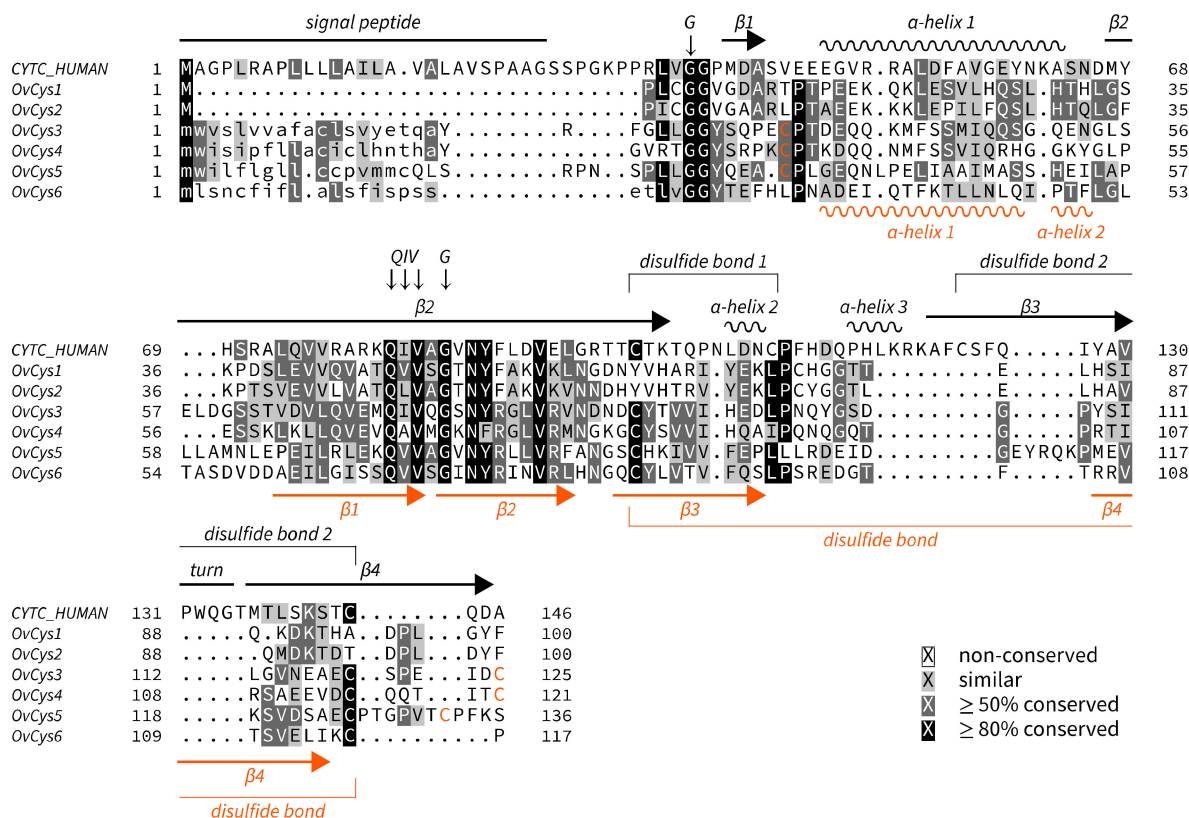 signal peptide G β1 α-helix 1 β2
CYTC_HUMAN 1 MAGPLRAPLLLLAILA.VALAVSPAAGSSPGKPPRLVGGPMDASVEEEGVR.RALDFAVGEYNKASNDMY 68
OvCys1 1 M.................................PLCGGVGDARTPTPEEK.QKLESVLHQSL.HTHLGS 35
OvCys2 1 M.................................PICGGVGAARLPTAEEK.KKLEPILFQSL.HTQLGF 35
OvCys3 1 mwvslvvafaclsvyetqaY........R....FGLLGGYSQPECPTDEQQ.KMFSSMIQQSG.QENGLS 56
OvCys4 1 mwisipffllaciclhnthaY.............GVRTGGYSRPKCPTKDQQ.NMFSSVIQRHG.GKYGLP 55
OvCys5 1 mwilflgll.ccpvmmcQLS........RPN..SPLLGGYQEA.CPLGEQNLPELIAAIMASS.HEILAP 57
OvCys6 1 mlsncfifl.alsfispss...............etlvGGYTEFHLPNADEI.QTFKTLLNLQI.PTFLGL 53
α-helix 1 α-helix 2
QIV G disulfide bond 1 disulfide bond 2
β2 α-helix 2 α-helix 3 β3
CYTC_HUMAN 69 ...HSRALQVVRARKQIVAGVNYFLDVELGRTTCTKTQPNLDNCPFHDQPHLKRKAFCSFQ.....IYAV 130
OvCys1 36 ...KPDSLEVVQVATQVVSGTNYFAKVKLNGDNYVHARI.YEKLPCHGGTT.........E.....LHSI 87
OvCys2 36 ...KPTSVEVVLVATQLVSGTNYFAKVKVNNDHYVHTRV.YEKLPCYGGTL.........E.....LHAV 87
OvCys3 57 ELDGSSTVDVLQVEMQIVQGSNYRGLVRVNDNDCYTVVI.HEDLPNQYGSD.........G.....PYSI 111
OvCys4 56 ...ESSKLKLLQVEVQAVMGKNFRGLVRMNGKGCYSVVI.HQAIPQNQGQT.........G.....PRTI 107
OvCys5 58 LLAMNLEPEILRLEKQVVAGVNYRLLVRFANGSCHKIVV.FEPLLLRDEID.........GEYRQKPMEV 117
OvCys6 54 TASDVDDAEILGISSQVVSGINYRINVRLHNGQCYLVTV.FQSLPSREDGT.........F.....TRRV 108
β1 β2 β3 β4
disulfide bond
disulfide bond 2
turn β4
CYTC_HUMAN 131 PWQGTMTLSKSTC........QDA 146
OvCys1 88 .....Q.KDKTHA..DPL...GYF 100
OvCys2 88 .....QMDKTDT..DPL...DYF 100
OvCys3 112 .....LGVNEAEC..SPE...IDC 125
OvCys4 108 .....RSAEEVDC..QQT...ITC 121
OvCys5 118 .....KSVDSAECPTGPVTCPFKS 136
OvCys6 109 .....TSVELIKC..........P 117
β4
disulfide bond
X non-conserved
X similar
X ≥ 50% conserved
X ≥ 80% conserved